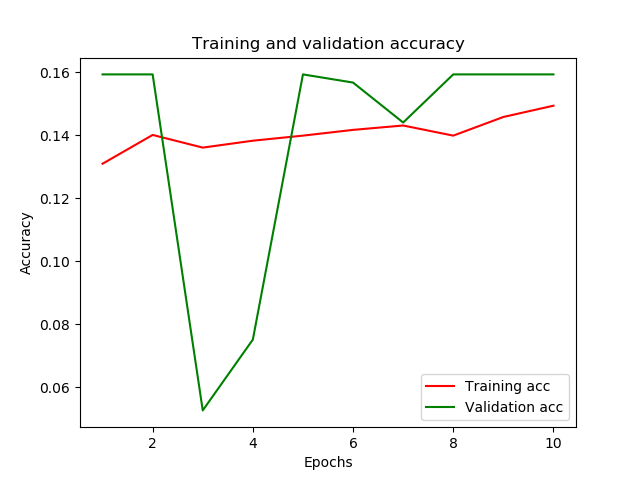 Training and validation accuracy
0.16
0.14
0.12
0.10
0.08
0.06
Accuracy
2
4
6
8
10
Epochs
Training acc
Validation acc